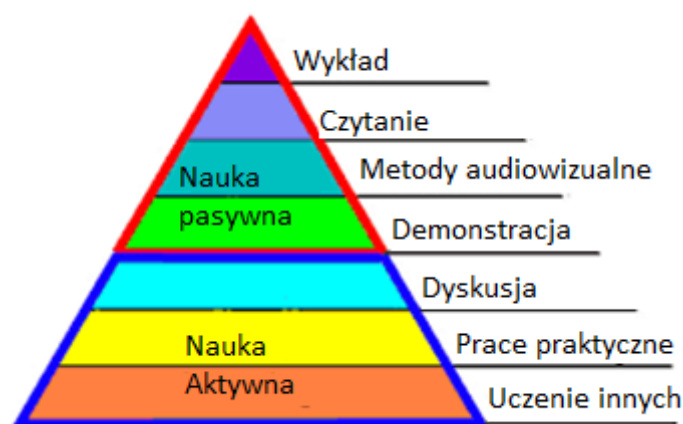 Wykład
Czytanie
Metody audiowizualne
Nauka
pasywna
Demonstracja
Dyskusja
Nauka
Prace praktyczne
Aktywna
Uczenie innych